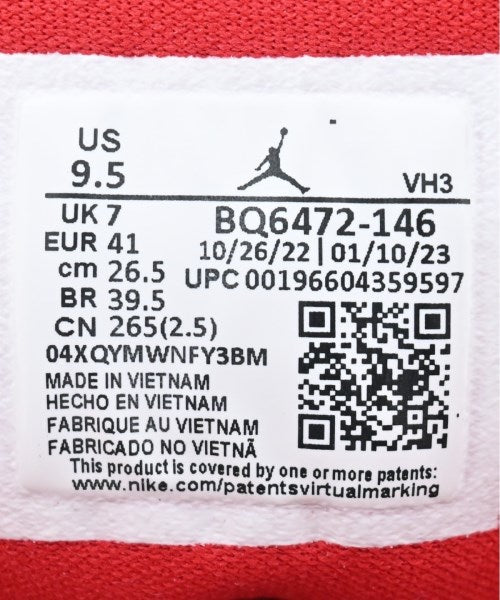 US
9.5
VH3
UK 7
BQ6472-146
EUR 41
10/26/22 | 01/10/23
cm 26.5
UPC 00196604359597
BR 39.5
CN 265(2.5)
04XQYMWNFY3BM
MADE IN VIETNAM
HECHO EN VIETNAM
FABRIQUE AU VIETNAM
FABRICADO NO VIETNÃ
This product is covered by one or more patents:
www.nike.com/patentsvirtualmarking